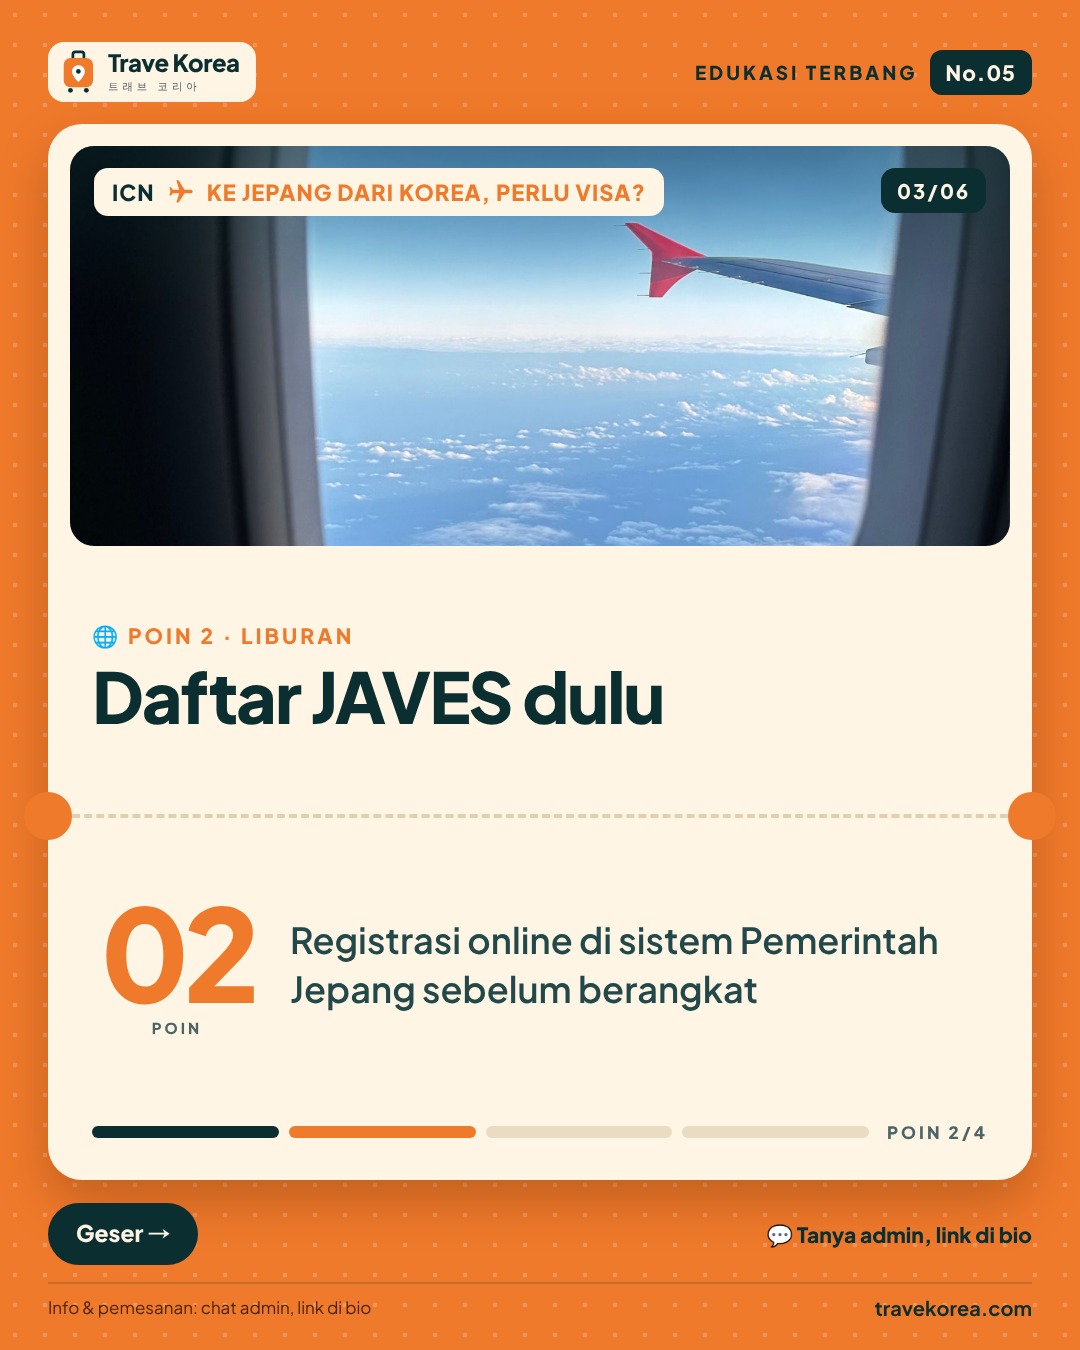 Trave Korea
트래브 코리아
EDUKASI TERBANG
No.05
ICN ✈ KE JEPANG DARI KOREA, PERLU VISA?
03/06
🌐 POIN 2 · LIBURAN
Daftar JAVES dulu
02
POIN
Registrasi online di sistem Pemerintah
Jepang sebelum berangkat
POIN 2/4
Geser →
💬 Tanya admin, link di bio
Info & pemesanan: chat admin, link di bio
travekorea.com